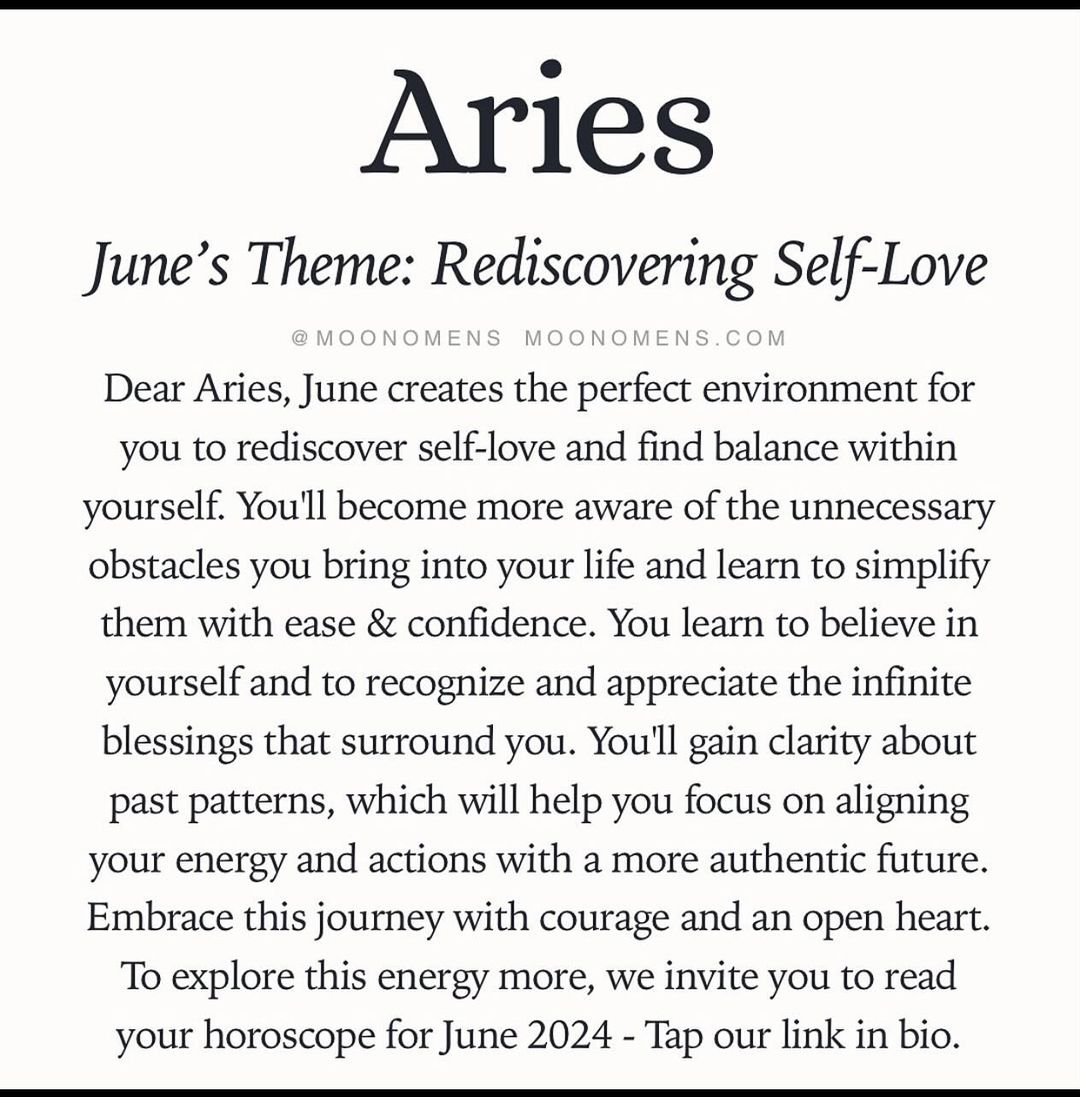 Aries
June’s Theme: Rediscovering Self-Love
@MOONOMENS MOONOMENS.COM
Dear Aries, June creates the perfect environment for
you to rediscover self-love and find balance within
yourself. You'll become more aware of the unnecessary
obstacles you bring into your life and learn to simplify
them with ease & confidence. You learn to believe in
yourself and to recognize and appreciate the infinite
blessings that surround you. You'll gain clarity about
past patterns, which will help you focus on aligning
your energy and actions with a more authentic future.
Embrace this journey with courage and an open heart.
To explore this energy more, we invite you to read
your horoscope for June 2024 - Tap our link in bio.